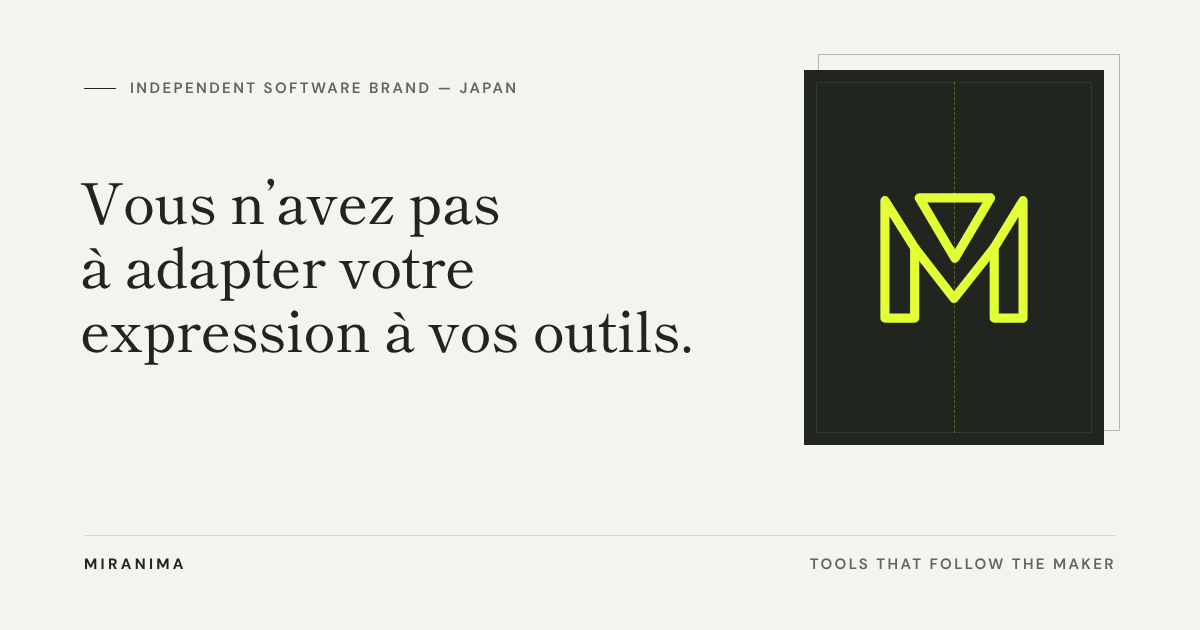 INDEPENDENT SOFTWARE BRAND — JAPAN
Vous n’avez pas
à adapter votre
expression à vos outils.
MIRANIMA
TOOLS THAT FOLLOW THE MAKER